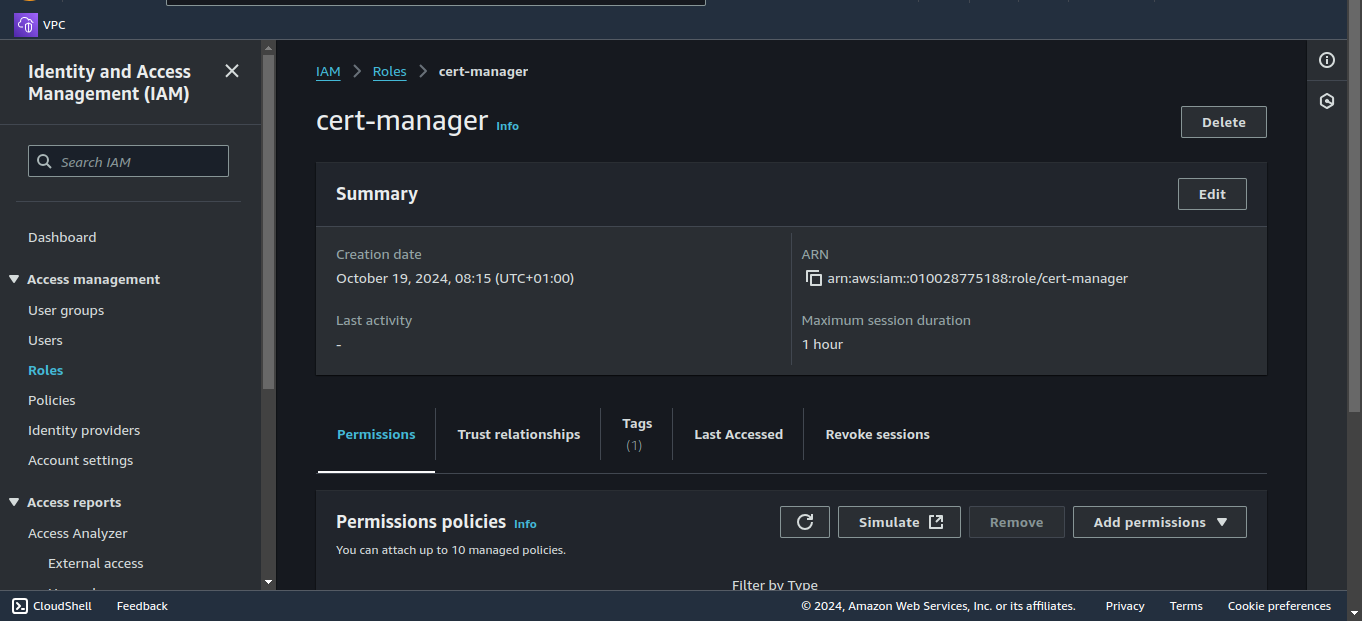 VPC
Identity and Access
Management (IAM)
Search IAM
Dashboard
Access management
User groups
Users
Roles
Policies
Identity providers
Account settings
Access reports
Access Analyzer
External access
IAM > Roles > cert-manager
cert-manager Info
Delete
Summary
Edit
Creation date
October 19, 2024, 08:15 (UTC+01:00)
ARN
arn:aws:iam::010028775188:role/cert-manager
Last activity
-
Maximum session duration
1 hour
Permissions
Trust relationships
Tags
(1)
Last Accessed
Revoke sessions
Permissions policies Info
You can attach up to 10 managed policies.
Simulate
Remove
Add permissions
Filter by Type
CloudShell
Feedback
© 2024, Amazon Web Services, Inc. or its affiliates.
Privacy
Terms
Cookie preferences